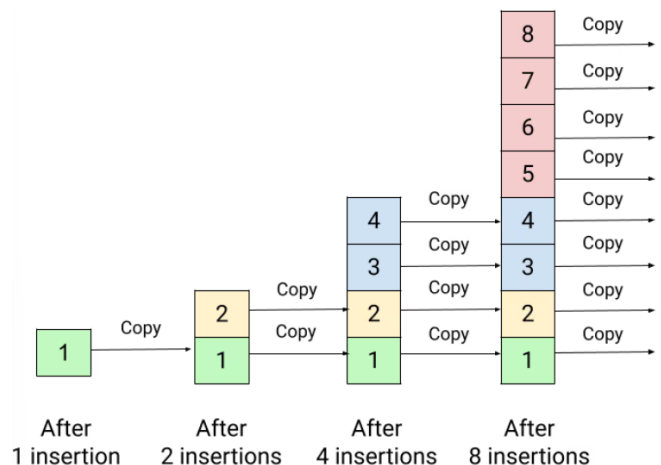 8 Copy
7 Copy
6 Copy
5 Copy
4 Copy 4 Copy
3 Copy 3 Copy
2 Copy 2 Copy 2 Copy
1 Copy 1 Copy 1 Copy 1 Copy
After After After After
1 insertion 2 insertions 4 insertions 8 insertions